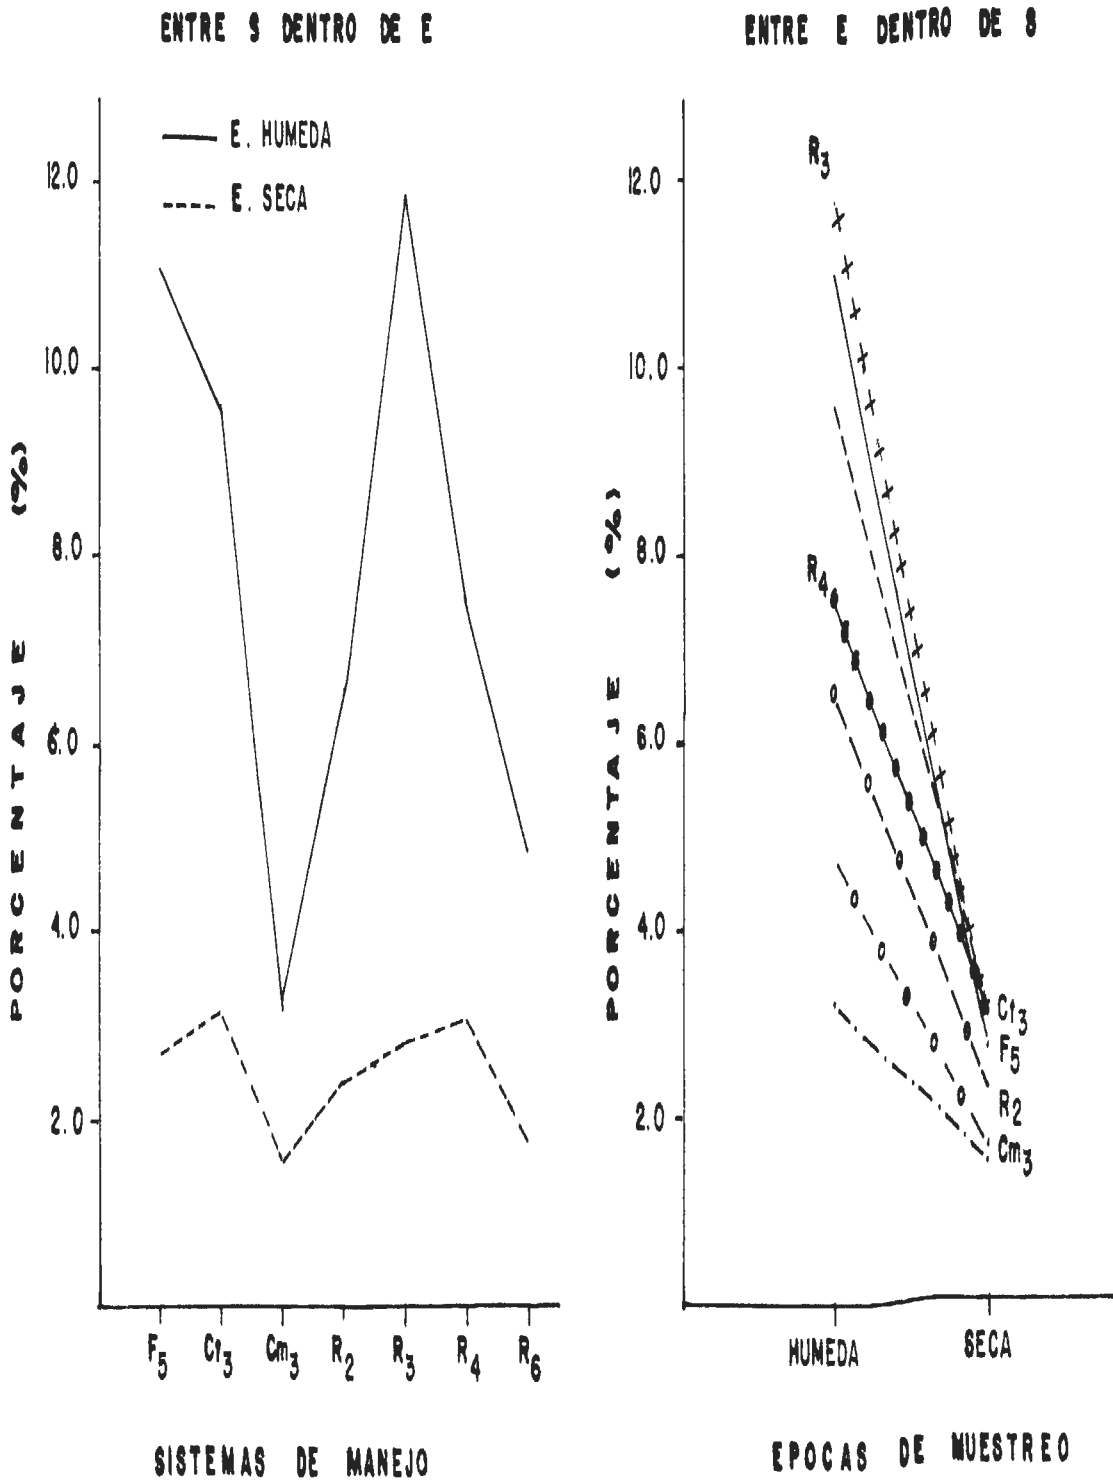 ENTRE S DENTRO DE E
E. HUMEDA
E. SECA
12.0
10.0
8.0
6.0
4.0
2.0
PORCENTAJE (%)
F5 Ct3 Cm3 R2 R3 R4 R6
SISTEMAS DE MANEJO
ENTRE E DENTRO DE S
12.0
10.0
8.0
6.0
4.0
2.0
PORCENTAJE (%)
R3
R4
Ct3
F5
R2
Cm3
HUMEDA SECA
EPOCAS DE MUESTREO